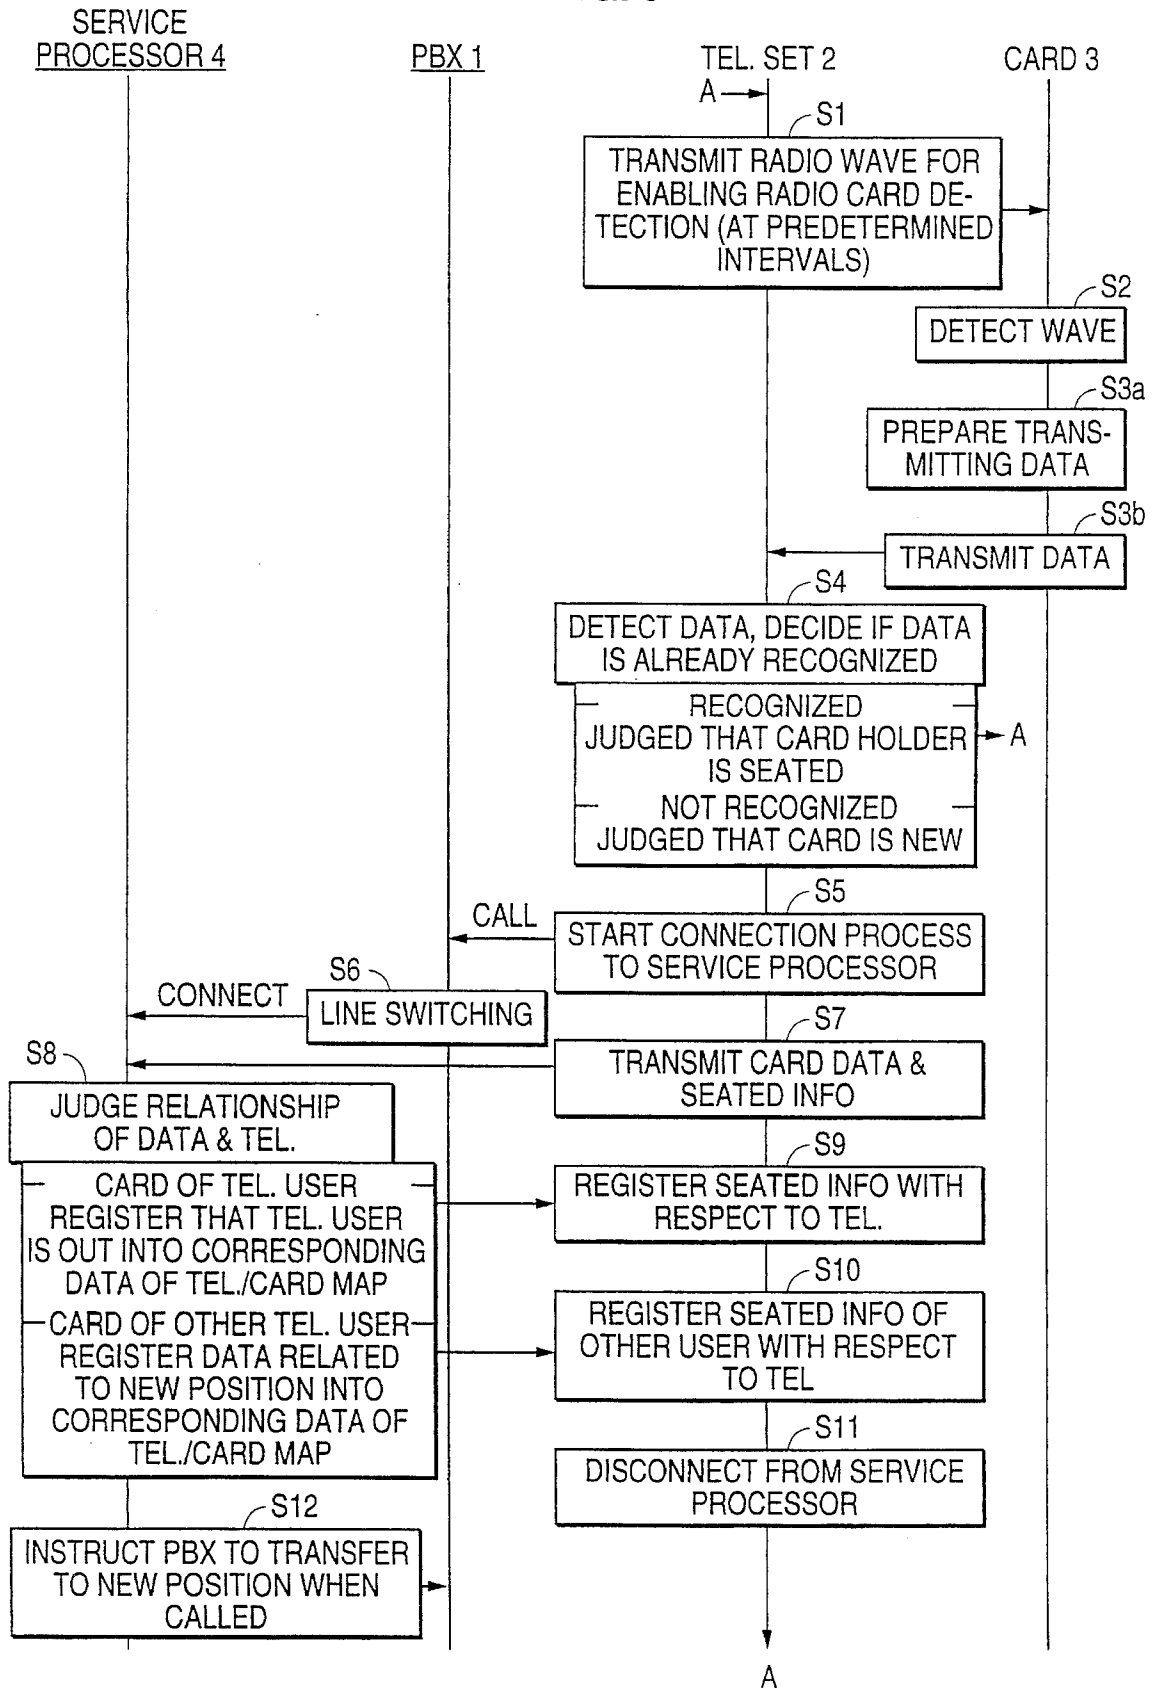 SERVICE
PROCESSOR 4
PBX 1
TEL. SET 2
CARD 3
A
S1
TRANSMIT RADIO WAVE FOR
ENABLING RADIO CARD DE-
TECTION (AT PREDETERMINED
INTERVALS)
S2
DETECT WAVE
S3a
PREPARE TRANS-
MITTING DATA
S3b
TRANSMIT DATA
S4
DETECT DATA, DECIDE IF DATA
IS ALREADY RECOGNIZED
RECOGNIZED
JUDGED THAT CARD HOLDER
IS SEATED
A
NOT RECOGNIZED
JUDGED THAT CARD IS NEW
S5
CALL
START CONNECTION PROCESS
TO SERVICE PROCESSOR
S6
CONNECT
LINE SWITCHING
S7
TRANSMIT CARD DATA &
SEATED INFO
S8
JUDGE RELATIONSHIP
OF DATA & TEL.
CARD OF TEL. USER
REGISTER THAT TEL. USER
IS OUT INTO CORRESPONDING
DATA OF TEL./CARD MAP
CARD OF OTHER TEL. USER
REGISTER DATA RELATED
TO NEW POSITION INTO
CORRESPONDING DATA OF
TEL./CARD MAP
S9
REGISTER SEATED INFO WITH
RESPECT TO TEL.
S10
REGISTER SEATED INFO OF
OTHER USER WITH RESPECT
TO TEL
S11
DISCONNECT FROM SERVICE
PROCESSOR
S12
INSTRUCT PBX TO TRANSFER
TO NEW POSITION WHEN
CALLED
A